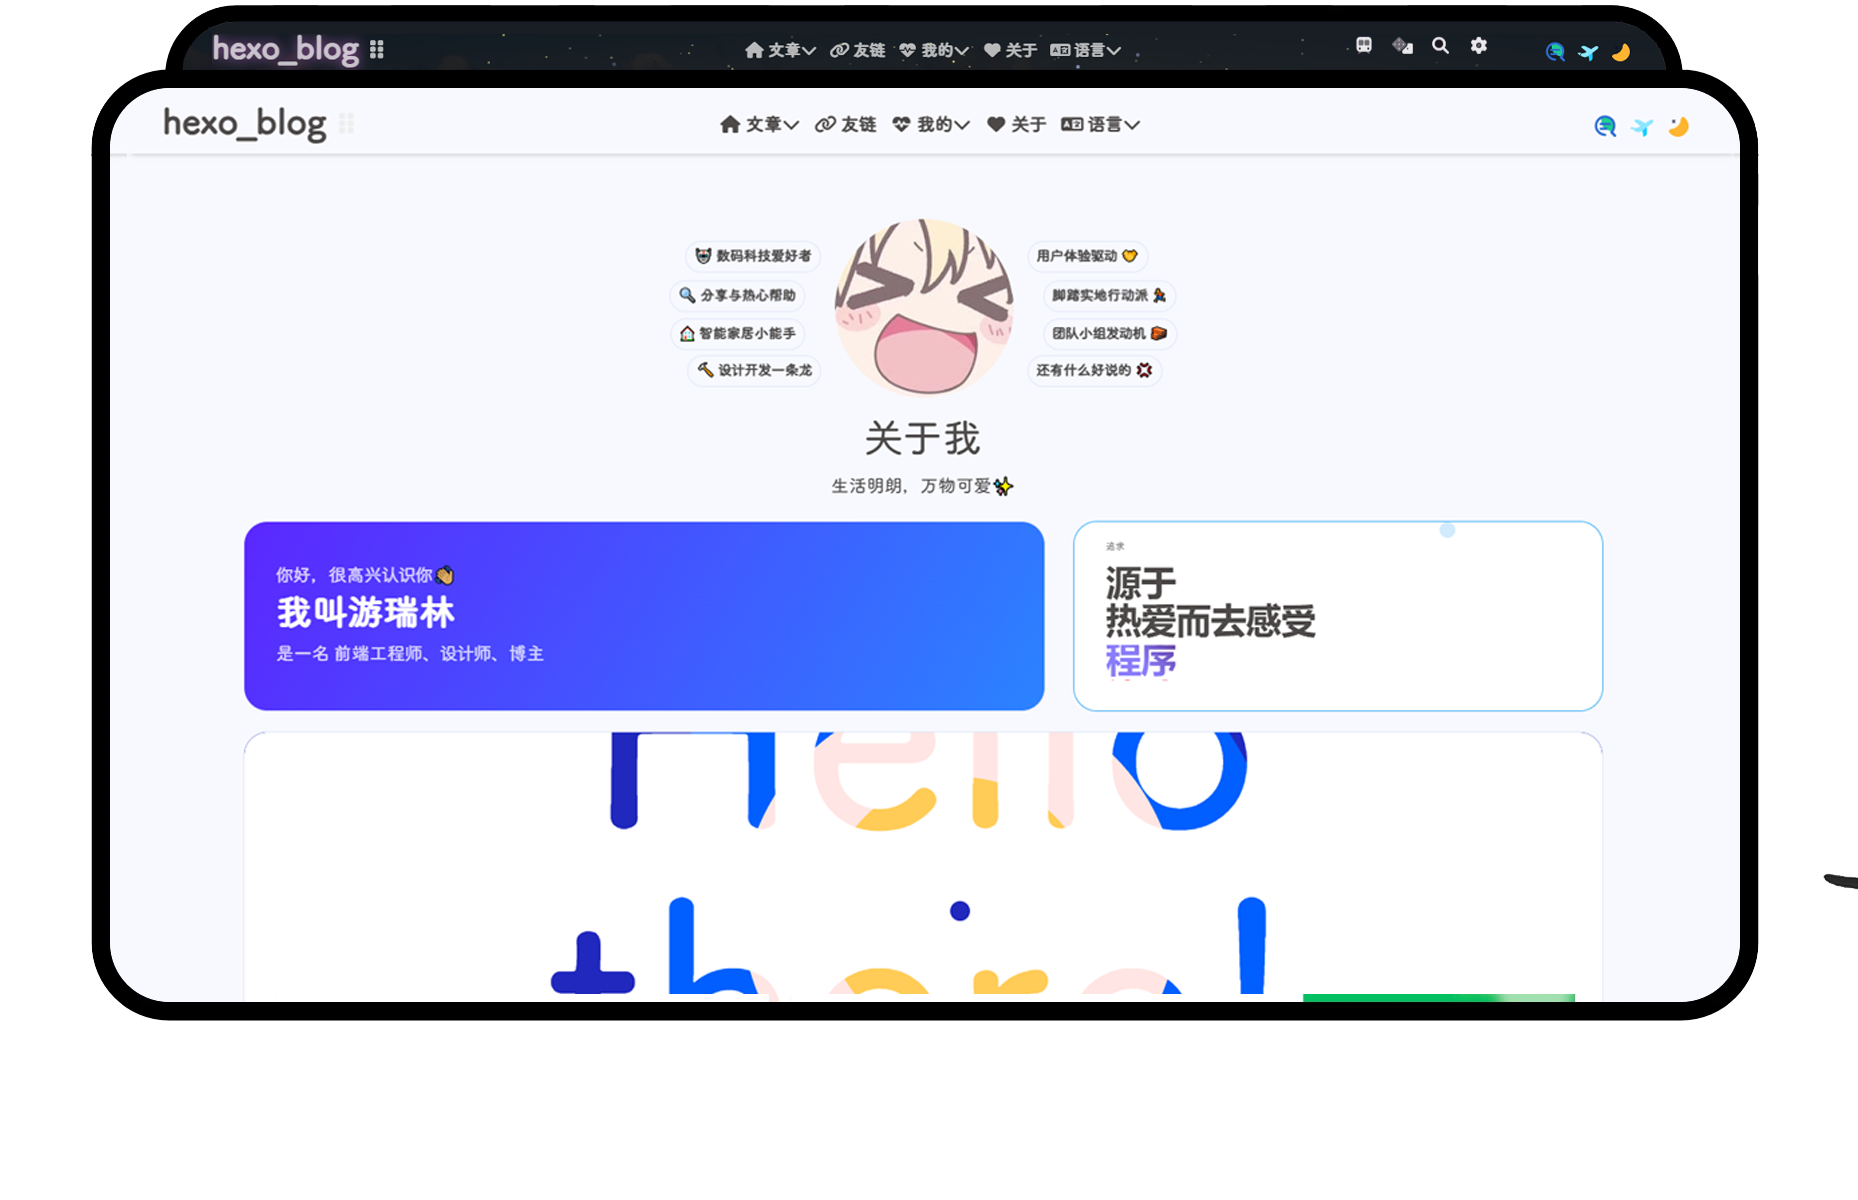 hexo_blog
文章 友链 我的 关于 语言
hexo_blog
文章 友链 我的 关于 语言
数码科技爱好者
分享与热心帮助
智能家居小能手
设计开发一条龙
用户体验驱动
脚踏实地行动派
团队小组发动机
还有什么好说的
关于我
生活明朗，万物可爱✨
你好，很高兴认识你👋
我叫游瑞林
是一名 前端工程师、设计师、博主
追求
源于
热爱而去感受
程序
Hello
there!